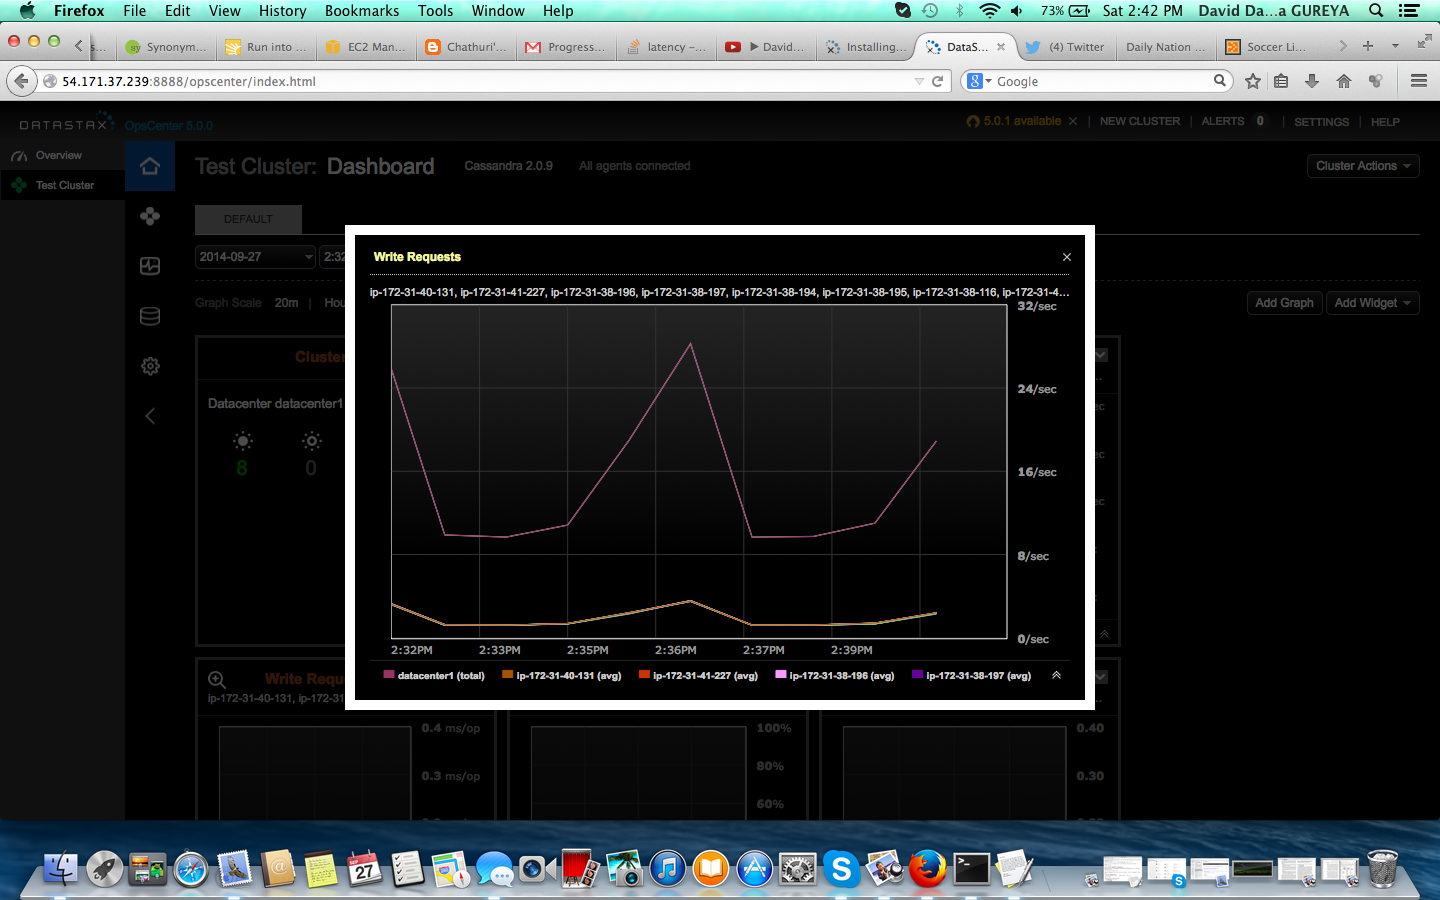 Firefox File Edit View History Bookmarks Tools Window Help 73% Sat 2:42 PM David Da...a GUREYA
s... Synonym... Run into ... EC2 Man... Chathuri'... Progress... latency –... David... Installing... DataS... (4) Twitter Daily Nation ... Soccer Li...
54.171.37.239:8888/opscenter/index.html Google
DATASTAX OpsCenter 5.0.0 5.0.1 available × | NEW CLUSTER | ALERTS 0 | SETTINGS | HELP
Overview
Test Cluster
Test Cluster: Dashboard Cassandra 2.0.9 All agents connected Cluster Actions
DEFAULT
2014-09-27 2:32
Graph Scale 20m | Hou
Add Graph Add Widget
Cluster
Datacenter datacenter1
8 0
Write Requests ×
ip-172-31-40-131, ip-172-31-41-227, ip-172-31-38-196, ip-172-31-38-197, ip-172-31-38-194, ip-172-31-38-195, ip-172-31-38-116, ip-172-31-4...
32/sec
24/sec
16/sec
8/sec
0/sec
2:32PM 2:33PM 2:35PM 2:36PM 2:37PM 2:39PM
datacenter1 (total) ip-172-31-40-131 (avg) ip-172-31-41-227 (avg) ip-172-31-38-196 (avg) ip-172-31-38-197 (avg)
Write Requ
ip-172-31-40-131, ip-172-31
0.4 ms/op 100% 0.40
0.3 ms/op 80% 0.30
60%
SEP
27